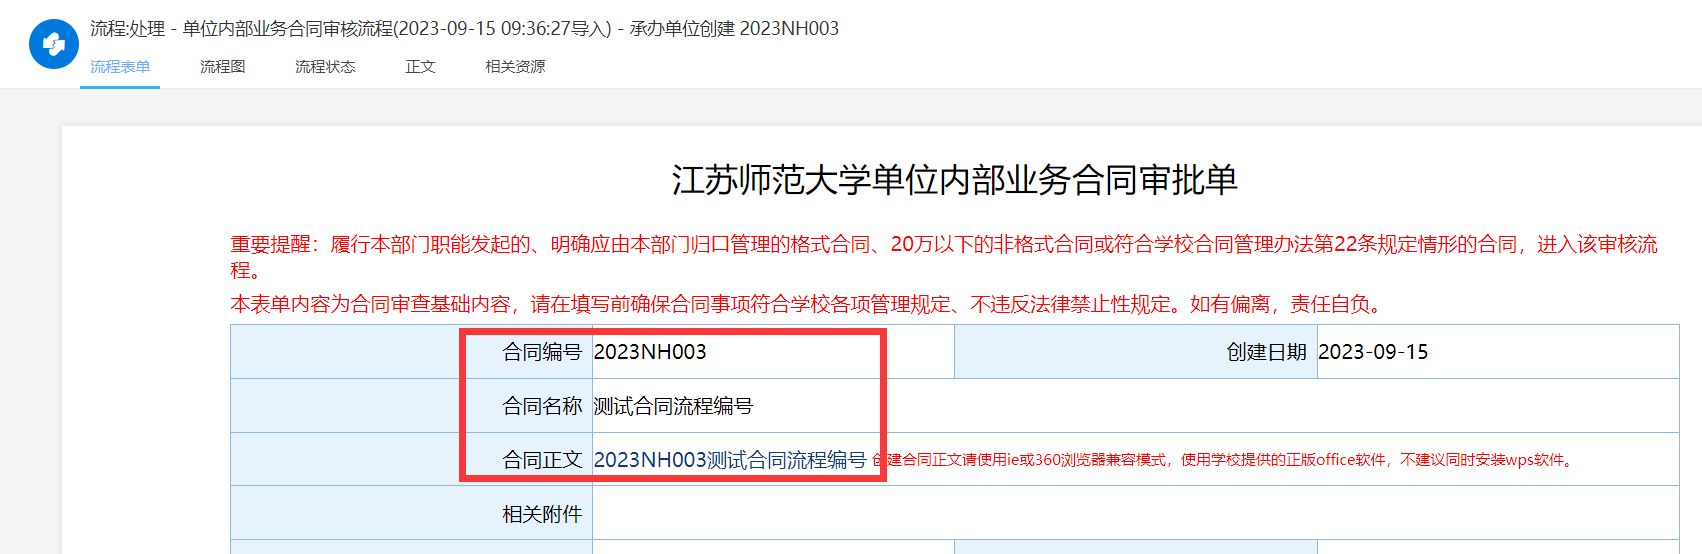 流程:处理 - 单位内部业务合同审核流程(2023-09-15 09:36:27导入) - 承办单位创建 2023NH003
流程表单 流程图 流程状态 正文 相关资源
江苏师范大学单位内部业务合同审批单
重要提醒：履行本部门职能发起的、明确应由本部门归口管理的格式合同、20万以下的非格式合同或符合学校合同管理办法第22条规定情形的合同，进入该审核流
程。
本表单内容为合同审查基础内容，请在填写前确保合同事项符合学校各项管理规定、不违反法律禁止性规定。如有偏离，责任自负。
合同编号 2023NH003 创建日期 2023-09-15
合同名称 测试合同流程编号
合同正文 2023NH003测试合同流程编号 创建合同正文请使用ie或360浏览器兼容模式，使用学校提供的正版office软件，不建议同时安装wps软件。
相关附件